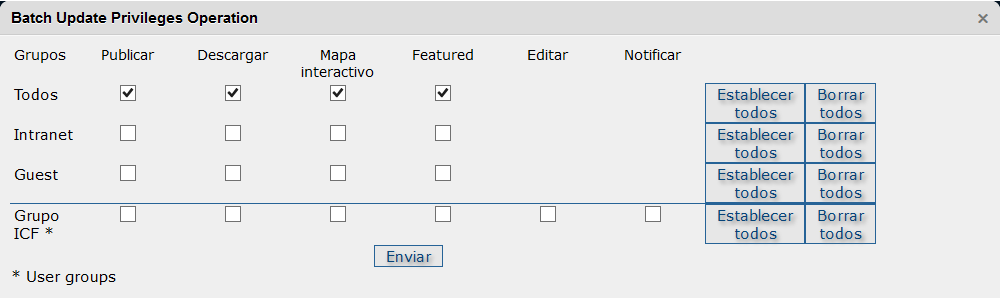 Batch Update Privileges Operation ×
Grupos Publicar Descargar Mapa interactivo Featured Editar Notificar
Todos Establecer todos Borrar todos
Intranet Establecer todos Borrar todos
Guest Establecer todos Borrar todos
Grupo ICF * Establecer todos Borrar todos
Enviar
* User groups